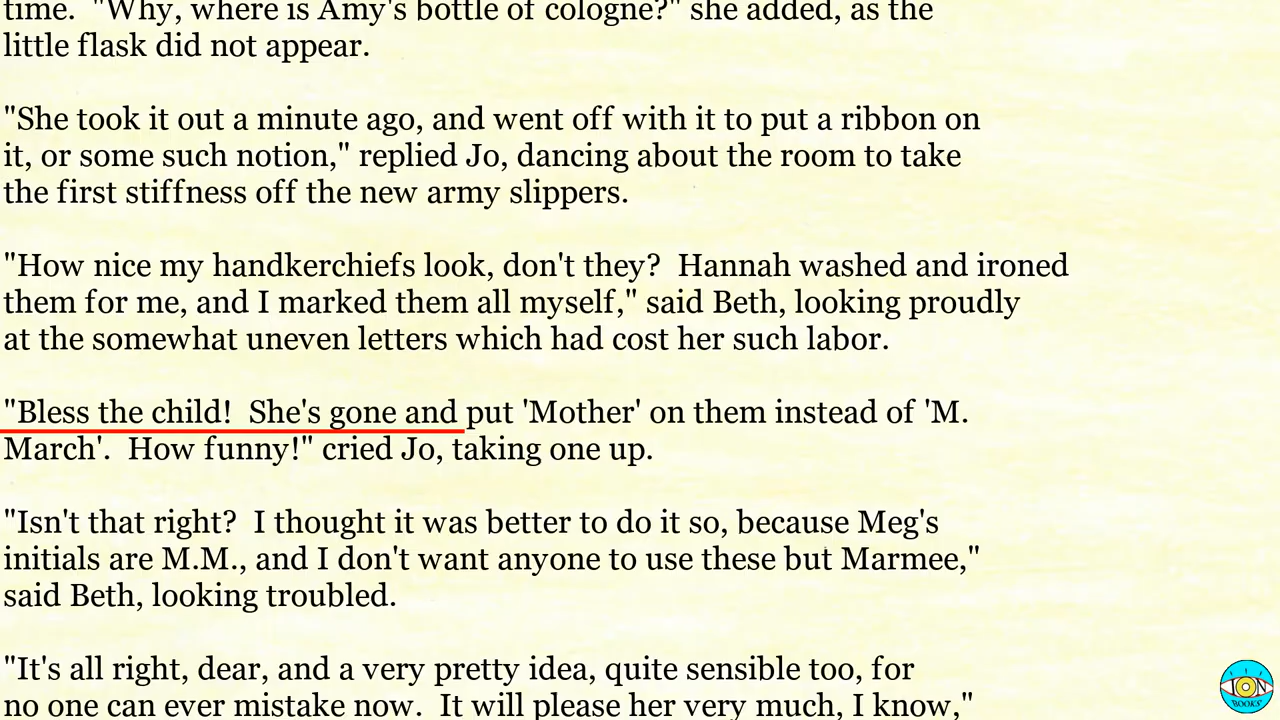 time.  "Why, where is Amy's bottle of cologne?" she added, as the
little flask did not appear.
"She took it out a minute ago, and went off with it to put a ribbon on
it, or some such notion," replied Jo, dancing about the room to take
the first stiffness off the new army slippers.
"How nice my handkerchiefs look, don't they?  Hannah washed and ironed
them for me, and I marked them all myself," said Beth, looking proudly
at the somewhat uneven letters which had cost her such labor.
"Bless the child!  She's gone and put 'Mother' on them instead of 'M.
March'.  How funny!" cried Jo, taking one up.
"Isn't that right?  I thought it was better to do it so, because Meg's
initials are M.M., and I don't want anyone to use these but Marmee,"
said Beth, looking troubled.
"It's all right, dear, and a very pretty idea, quite sensible too, for
no one can ever mistake now.  It will please her very much, I know,"
ION
BOOKS